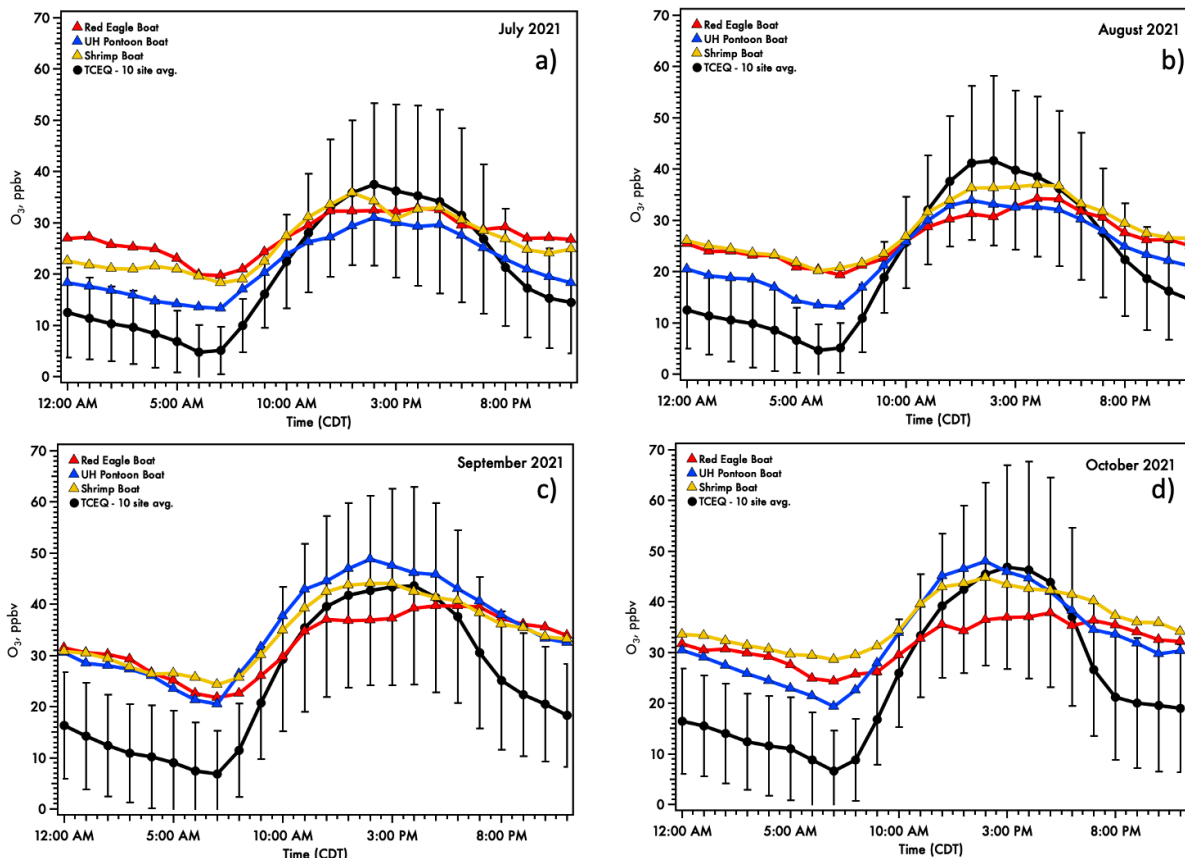 July 2021
a)
Red Eagle Boat
UH Pontoon Boat
Shrimp Boat
TCEQ - 10 site avg.
O3, ppbv
70
60
50
40
30
20
10
0
12:00 AM 5:00 AM 10:00 AM 3:00 PM 8:00 PM
Time (CDT)
August 2021
b)
Red Eagle Boat
UH Pontoon Boat
Shrimp Boat
TCEQ - 10 site avg.
O3, ppbv
70
60
50
40
30
20
10
0
12:00 AM 5:00 AM 10:00 AM 3:00 PM 8:00 PM
Time (CDT)
September 2021
c)
Red Eagle Boat
UH Pontoon Boat
Shrimp Boat
TCEQ - 10 site avg.
O3, ppbv
70
60
50
40
30
20
10
0
12:00 AM 5:00 AM 10:00 AM 3:00 PM 8:00 PM
Time (CDT)
October 2021
d)
Red Eagle Boat
UH Pontoon Boat
Shrimp Boat
TCEQ - 10 site avg.
O3, ppbv
70
60
50
40
30
20
10
0
12:00 AM 5:00 AM 10:00 AM 3:00 PM 8:00 PM
Time (CDT)